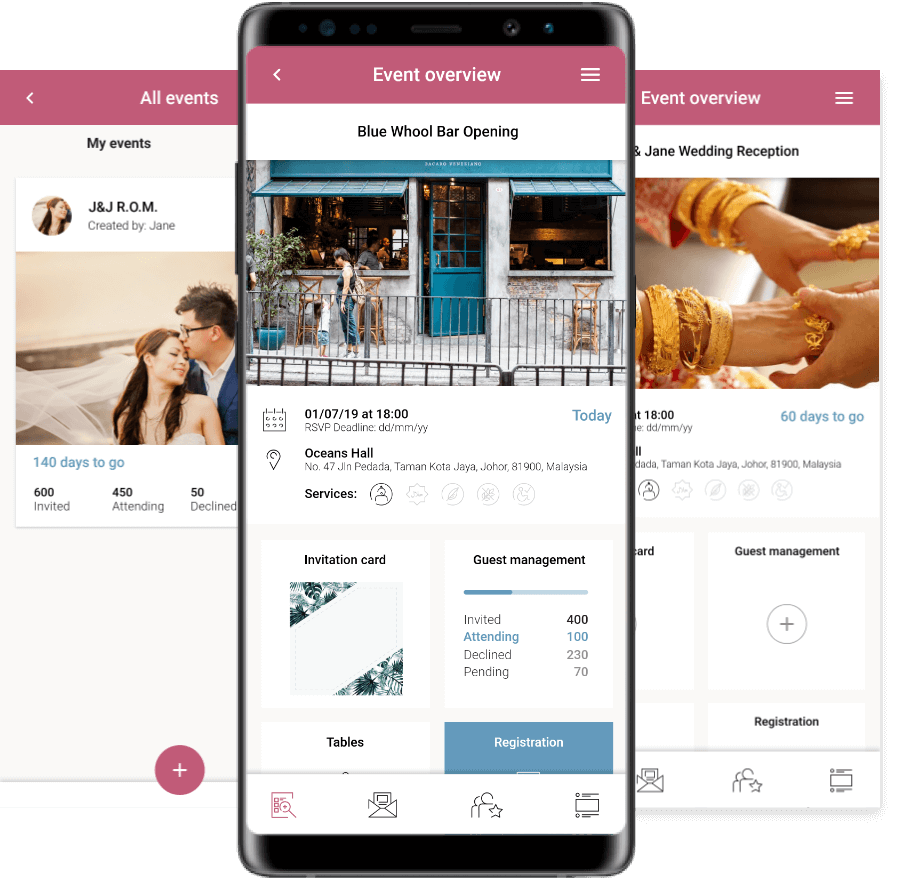 All events
My events
J&J R.O.M.
Created by: Jane
140 days to go
600
Invited
450
Attending
50
Declined
Event overview
Blue Whool Bar Opening
BACARO VENEZIANO
01/07/19 at 18:00
Today
RSVP Deadline: dd/mm/yy
Oceans Hall
No. 47 Jln Pedada, Taman Kota Jaya, Johor, 81900, Malaysia
Services:
Invitation card
Guest management
Invited 400
Attending 100
Declined 230
Pending 70
Tables
Registration
Event overview
& Jane Wedding Reception
at 18:00
60 days to go
ne: dd/mm/yy
ll
dada, Taman Kota Jaya, Johor, 81900, Malaysia
ard
Guest management
Registration